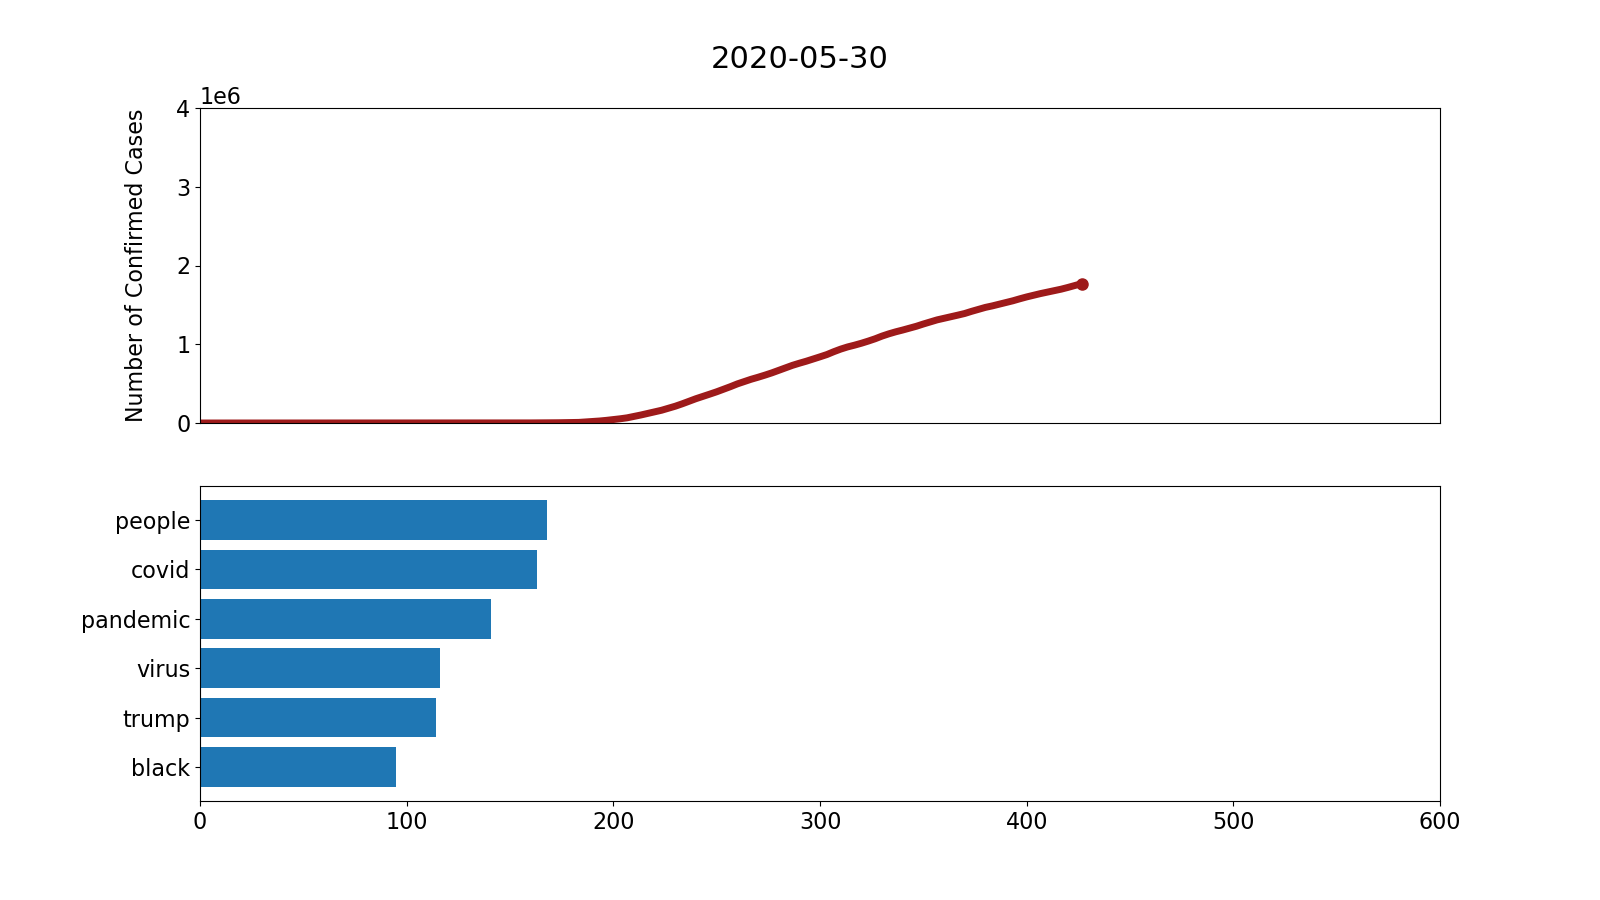 2020-05-30
1e6
4
3
2
1
0
Number of Confirmed Cases
people
covid
pandemic
virus
trump
black
0 100 200 300 400 500 600